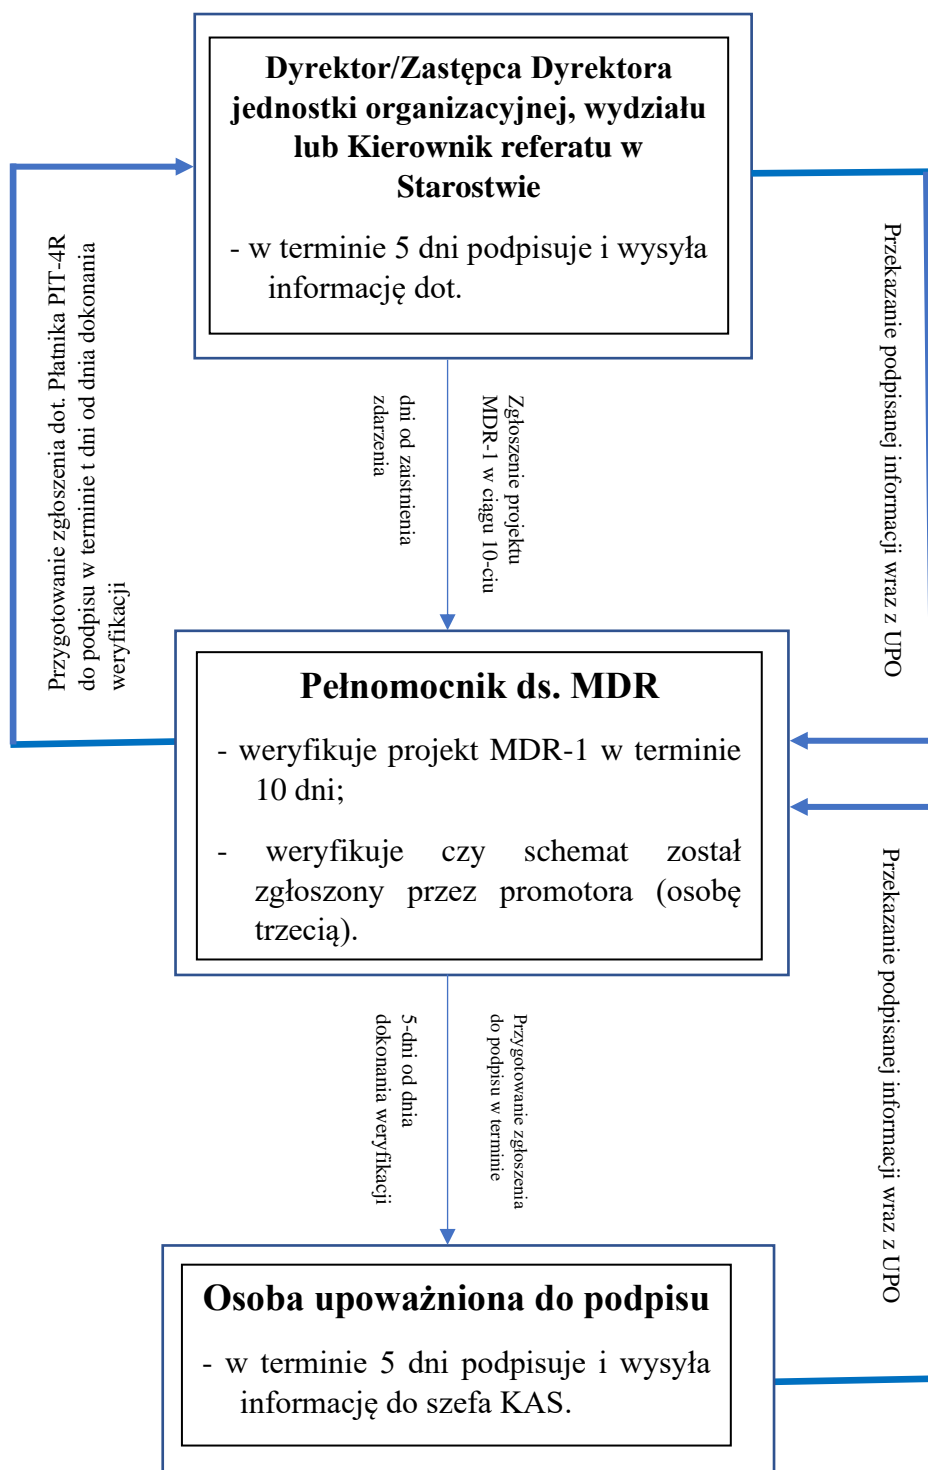 Dyrektor/Zastępca Dyrektora
jednostki organizacyjnej, wydziału
lub Kierownik referatu w
Starostwie
- w terminie 5 dni podpisuje i wysyła
informację dot.
Przygotowanie zgłoszenia dot. Płatnika PIT-4R
do podpisu w terminie t dni od dnia dokonania
weryfikacji
Zgłoszenie projektu
MDR-1 w ciągu 10-ciu
dni od zaistnienia
zdarzenia
Przekazanie podpisanej informacji wraz z UPO
Pełnomocnik ds. MDR
- weryfikuje projekt MDR-1 w terminie
10 dni;
- weryfikuje czy schemat został
zgłoszony przez promotora (osobę
trzecią).
Przygotowanie zgłoszenia
do podpisu w terminie
5-dni od dnia
dokonania weryfikacji
Przekazanie podpisanej informacji wraz z UPO
Osoba upoważniona do podpisu
- w terminie 5 dni podpisuje i wysyła
informację do szefa KAS.